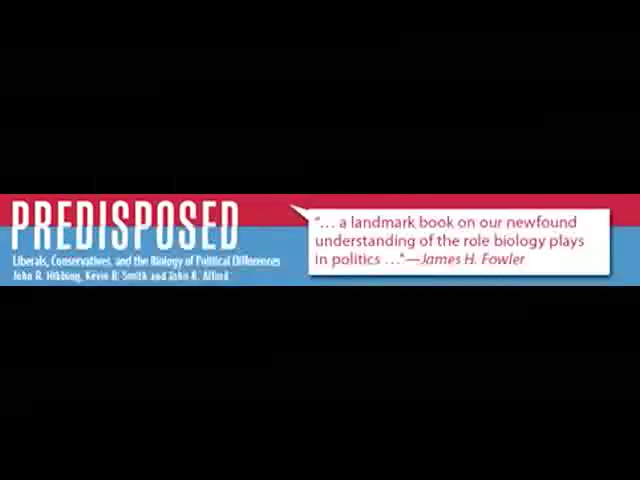 PREDISPOSED
Liberals, Conservatives, and the Biology of Political Differences
John R. Hibbing, Kevin B. Smith and John R. Alford
"... a landmark book on our newfound
understanding of the role biology plays
in politics ..."—James H. Fowler